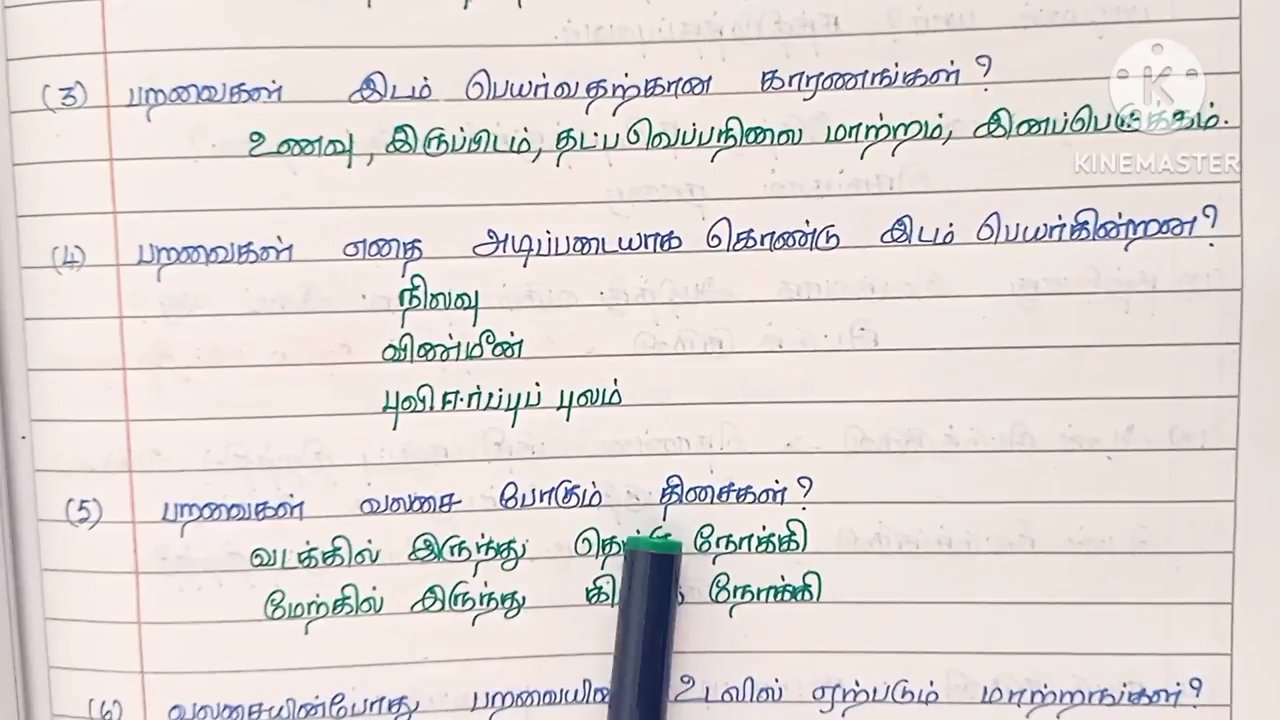 (3) பறவைகள் இடம் பெயர்வதற்கான காரணங்கள்?
உணவு, இருப்பிடம், தட்பவெப்பநிலை மாற்றம், இனப்பெருக்கம்.
KINEMASTER
(4) பறவைகள் எதை அடிப்படையாக கொண்டு இடம் பெயர்கின்றன?
நிலவு
விண்மீன்
புவிஈர்ப்புப் புலம்
(5) பறவைகள் வலசை போகும் திசைகள்?
வடக்கில் இருந்து நோக்கி
மேற்கில் இருந்து நோக்கி
(6) வலசையின்போது பறவையின் உடலில் ஏற்படும் மாற்றங்கள்?